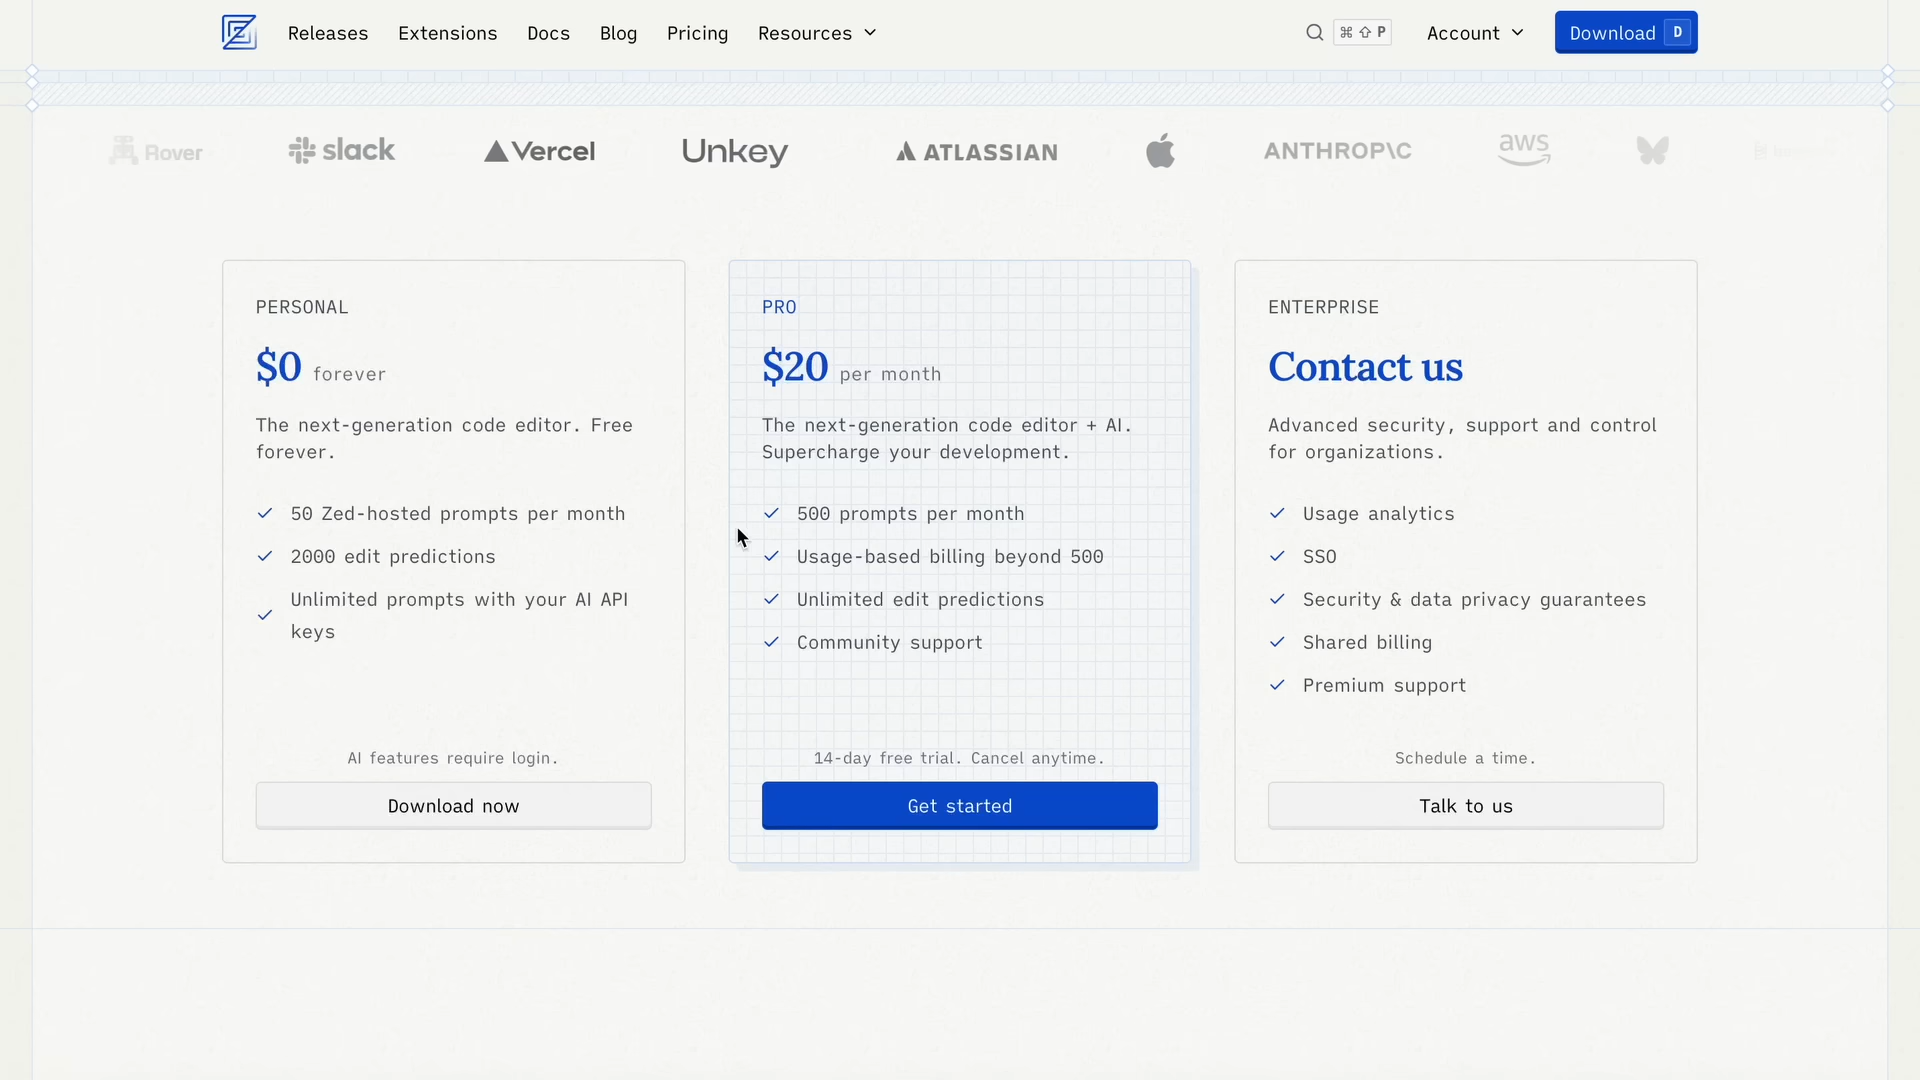 Releases Extensions Docs Blog Pricing Resources ⌘ ⇧ P Account Download D
Rover slack Vercel Unkey ATLASSIAN ANTHROP\C aws
PERSONAL
$0 forever
The next-generation code editor. Free
forever.
50 Zed-hosted prompts per month
2000 edit predictions
Unlimited prompts with your AI API
keys
AI features require login.
Download now
PRO
$20 per month
The next-generation code editor + AI.
Supercharge your development.
500 prompts per month
Usage-based billing beyond 500
Unlimited edit predictions
Community support
14-day free trial. Cancel anytime.
Get started
ENTERPRISE
Contact us
Advanced security, support and control
for organizations.
Usage analytics
SSO
Security & data privacy guarantees
Shared billing
Premium support
Schedule a time.
Talk to us